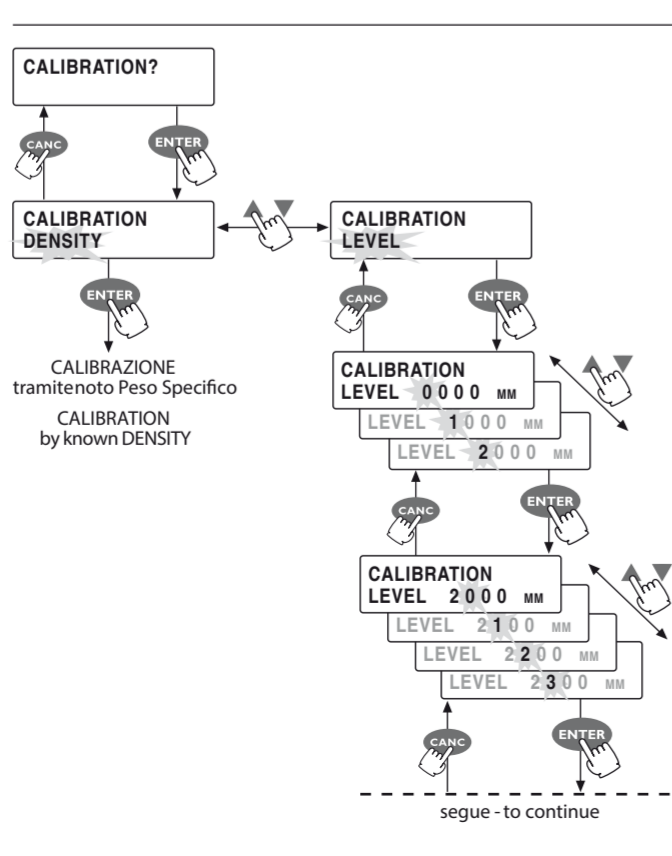 CALIBRATION?
CANC
ENTER
CALIBRATION
DENSITY
ENTER
CALIBRAZIONE
tramitenoto Peso Specifico
CALIBRATION
by known DENSITY
CALIBRATION
LEVEL
CANC
ENTER
CALIBRATION
LEVEL 0000 MM
LEVEL 1000 MM
LEVEL 2000 MM
CANC
ENTER
CALIBRATION
LEVEL 2000 MM
LEVEL 2100 MM
LEVEL 2200 MM
LEVEL 2300 MM
CANC
ENTER
segue - to continue